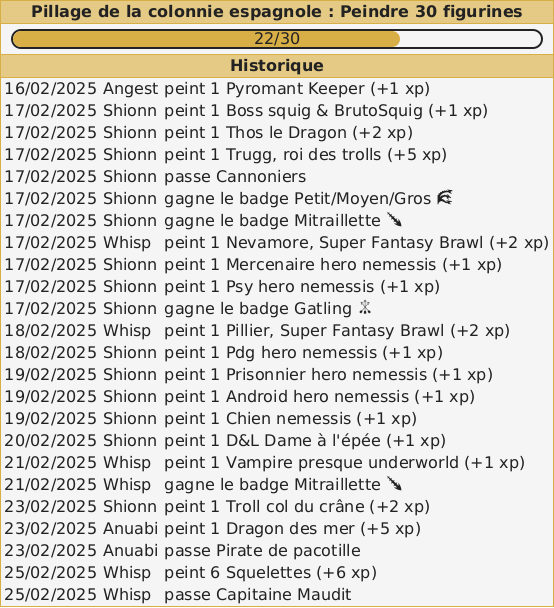 Pillage de la colonnie espagnole : Peindre 30 figurines
22/30
Historique
16/02/2025 Angest peint 1 Pyromant Keeper (+1 xp)
17/02/2025 Shionn peint 1 Boss squig & BrutoSquig (+1 xp)
17/02/2025 Shionn peint 1 Thos le Dragon (+2 xp)
17/02/2025 Shionn peint 1 Trugg, roi des trolls (+5 xp)
17/02/2025 Shionn passe Cannoniers
17/02/2025 Shionn gagne le badge Petit/Moyen/Gros
17/02/2025 Shionn gagne le badge Mitraillette
17/02/2025 Whisp peint 1 Nevamore, Super Fantasy Brawl (+2 xp)
17/02/2025 Shionn peint 1 Mercenaire hero nemessis (+1 xp)
17/02/2025 Shionn peint 1 Psy hero nemessis (+1 xp)
17/02/2025 Shionn gagne le badge Gatling
18/02/2025 Whisp peint 1 Pillier, Super Fantasy Brawl (+2 xp)
18/02/2025 Shionn peint 1 Pdg hero nemessis (+1 xp)
19/02/2025 Shionn peint 1 Prisonnier hero nemessis (+1 xp)
19/02/2025 Shionn peint 1 Android hero nemessis (+1 xp)
19/02/2025 Shionn peint 1 Chien nemessis (+1 xp)
20/02/2025 Shionn peint 1 D&L Dame à l'épée (+1 xp)
21/02/2025 Whisp peint 1 Vampire presque underworld (+1 xp)
21/02/2025 Whisp gagne le badge Mitraillette
23/02/2025 Shionn peint 1 Troll col du crâne (+2 xp)
23/02/2025 Anuabi peint 1 Dragon des mer (+5 xp)
23/02/2025 Anuabi passe Pirate de pacotille
25/02/2025 Whisp peint 6 Squelettes (+6 xp)
25/02/2025 Whisp passe Capitaine Maudit